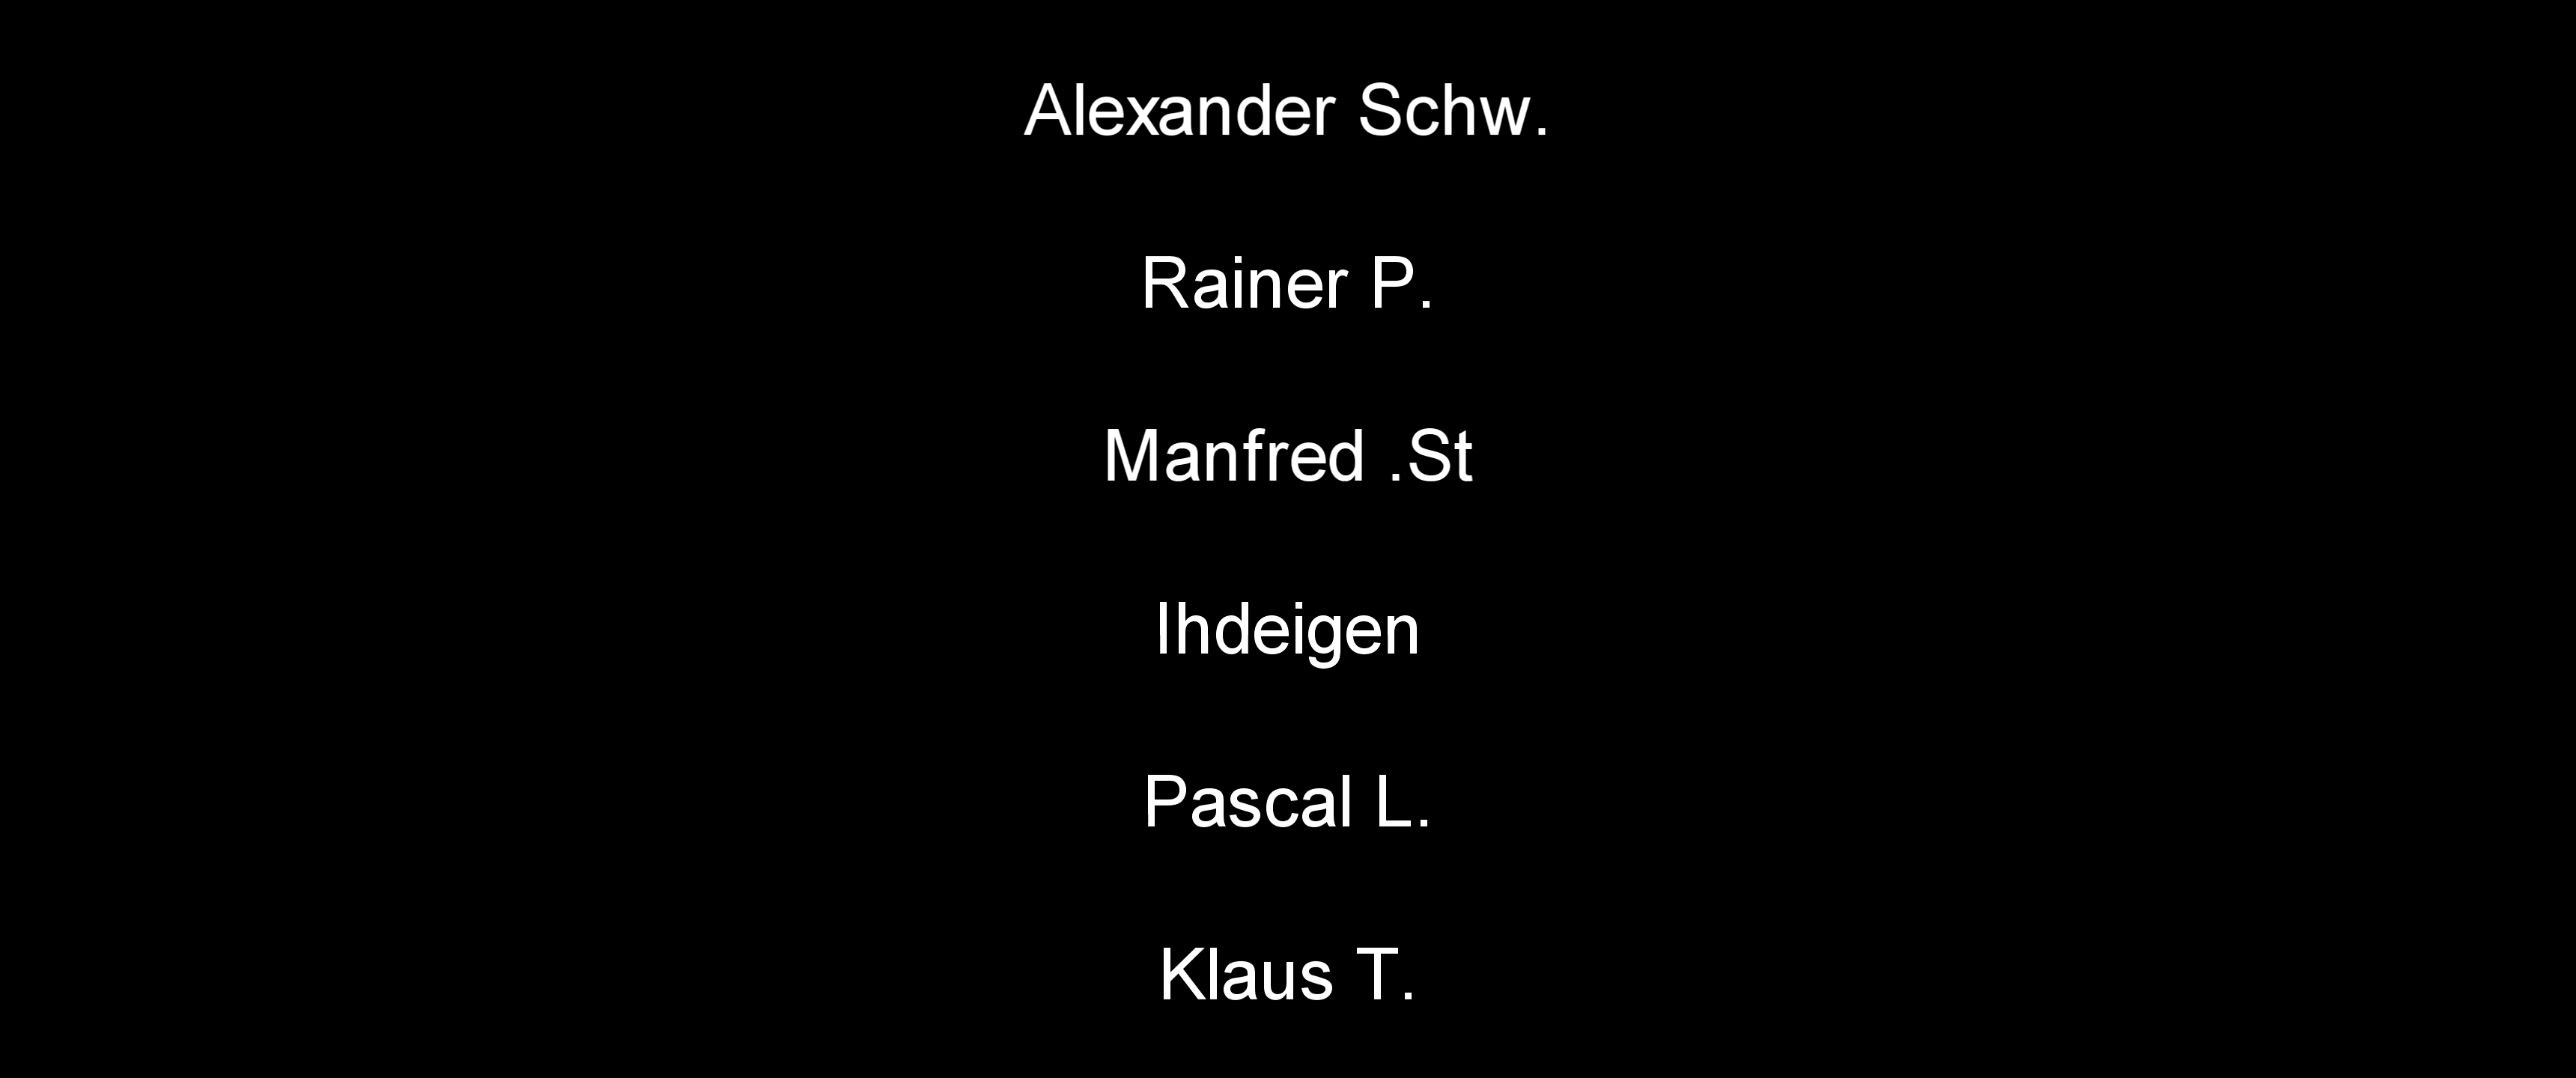 Alexander Schw.
Rainer P.
Manfred .St
Ihdeigen
Pascal L.
Klaus T.